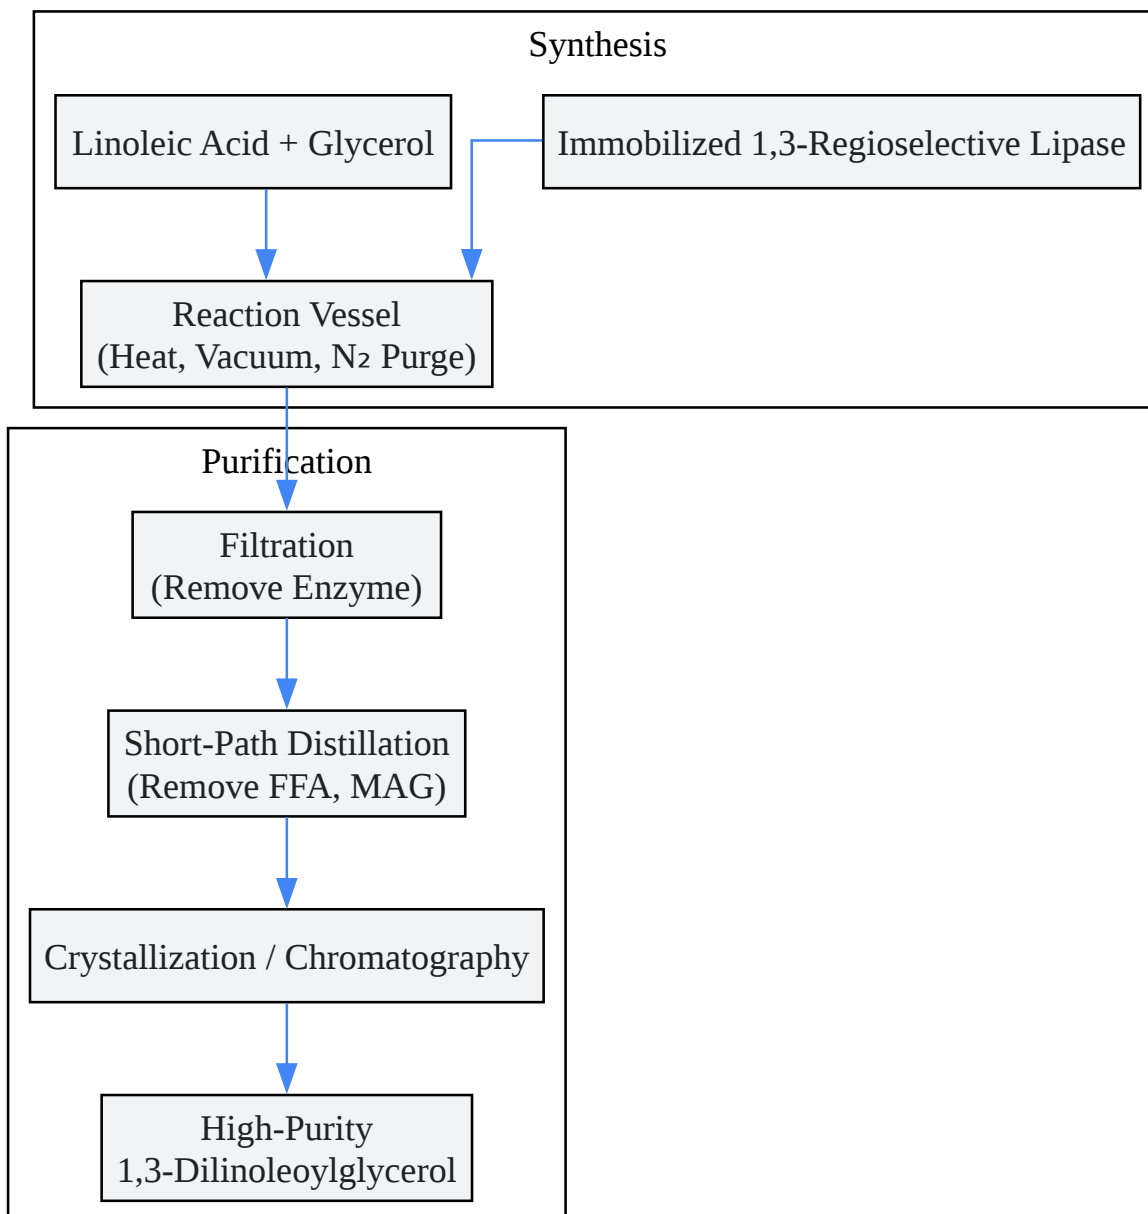 Synthesis
Linoleic Acid + Glycerol
Immobilized 1,3-Regioselective Lipase
Reaction Vessel
(Heat, Vacuum, N₂ Purge)
Purification
Filtration
(Remove Enzyme)
Short-Path Distillation
(Remove FFA, MAG)
Crystallization / Chromatography
High-Purity
1,3-Dilinoleoylglycerol